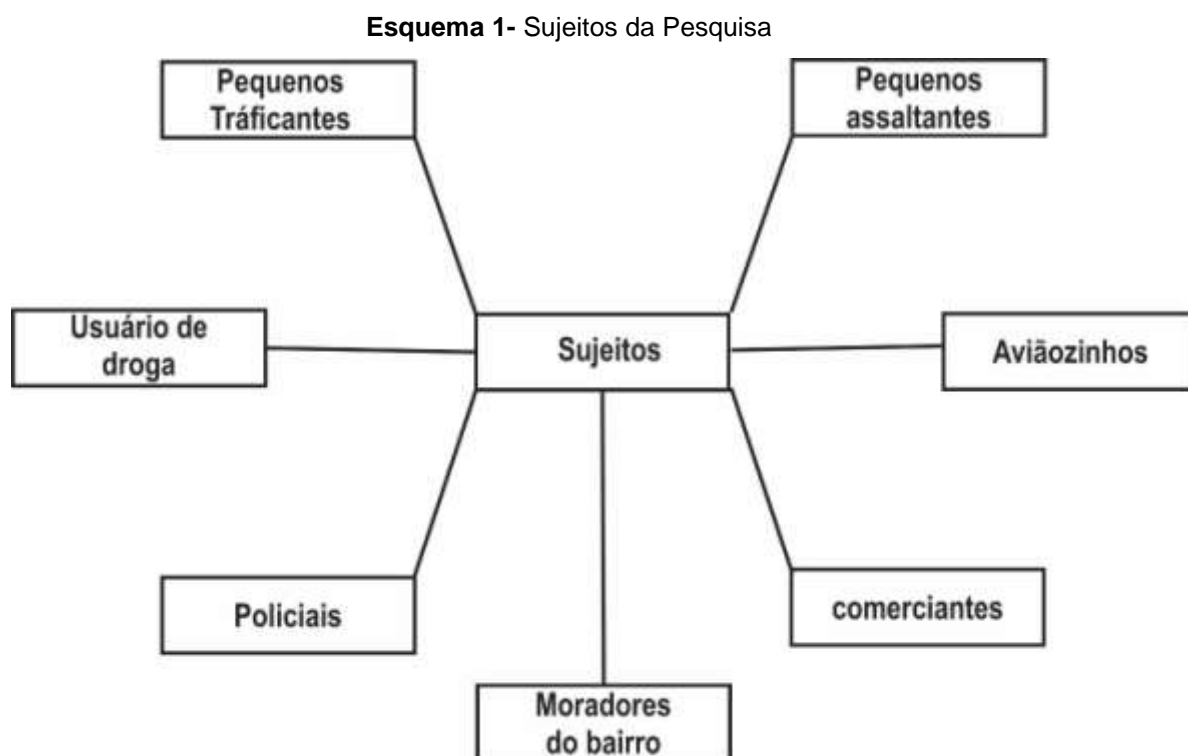 Esquema 1- Sujeitos da Pesquisa
Pequenos
Tráficantes
Pequenos
assaltantes
Usuário de
droga
Sujeitos
Aviãozinhos
Policiais
comerciantes
Moradores
do bairro